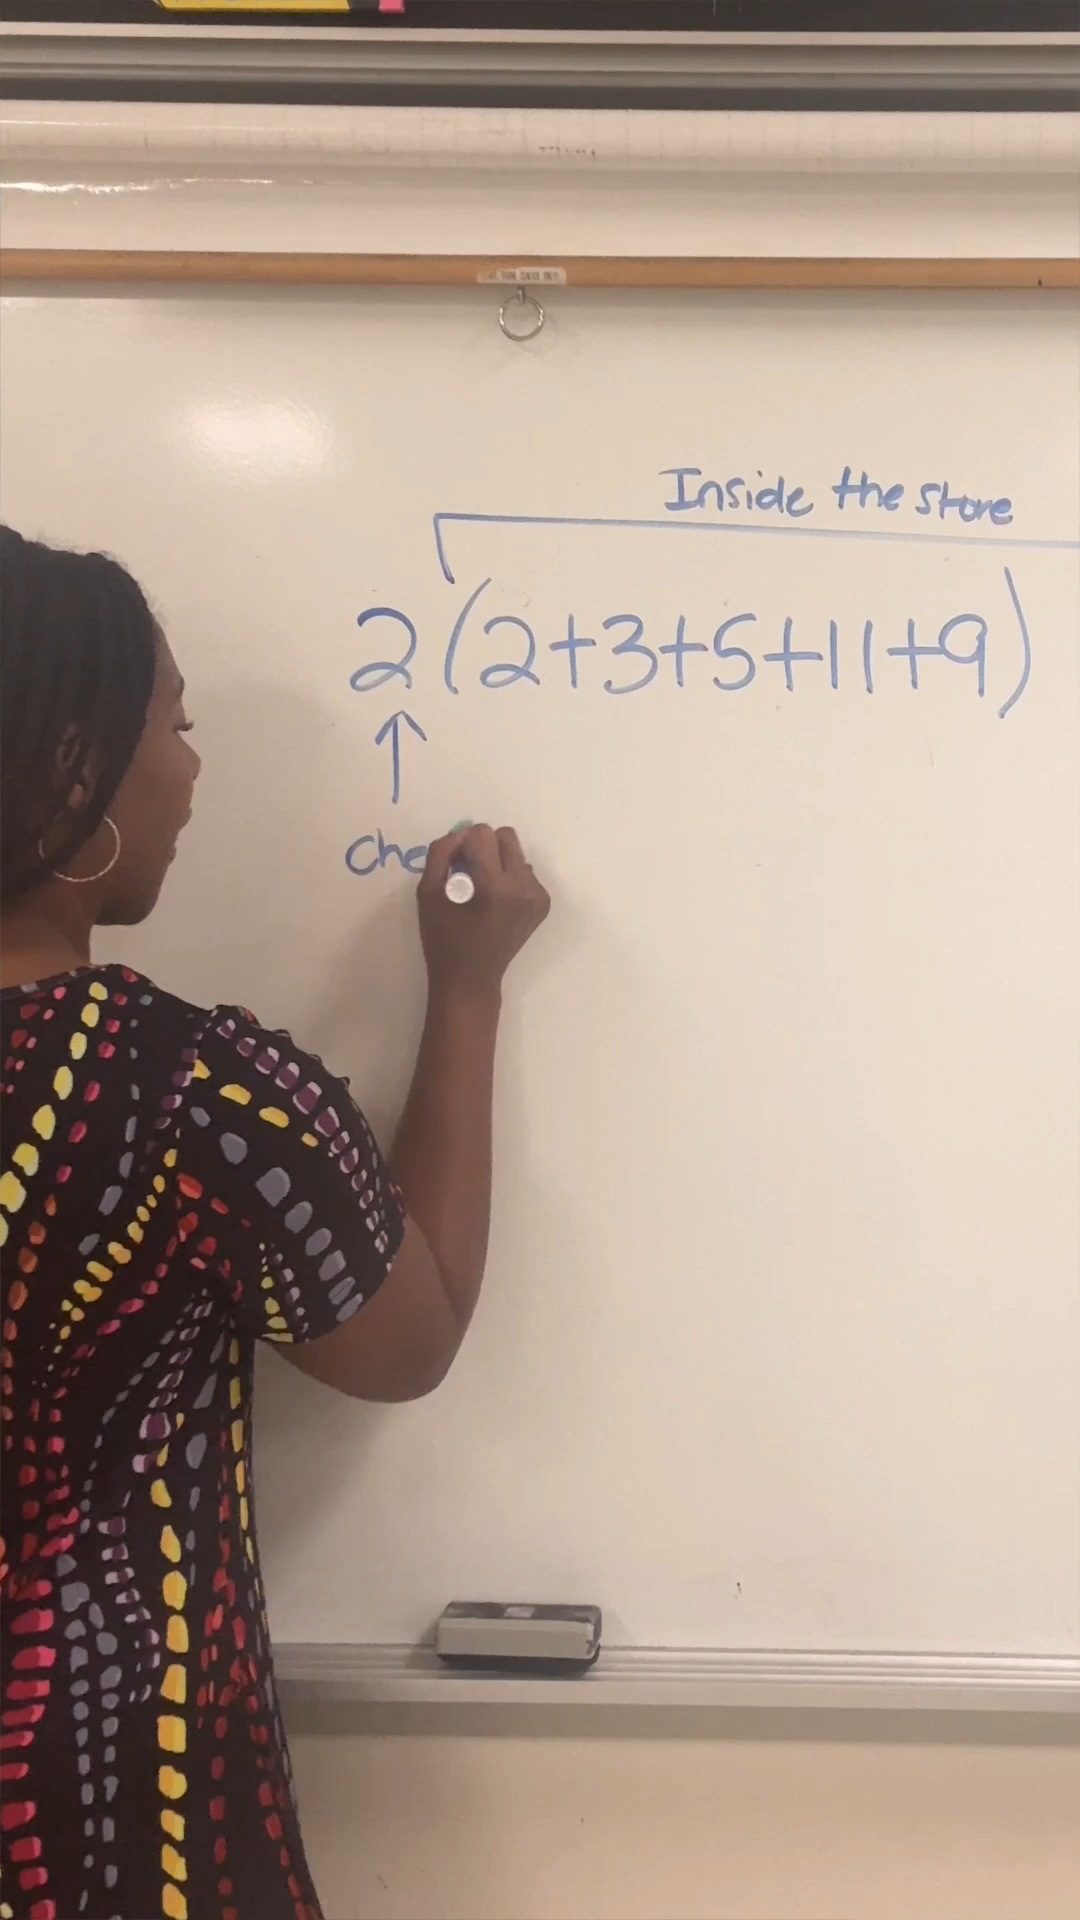 Inside the store
2(2+3+5+11+9)
↑
Che